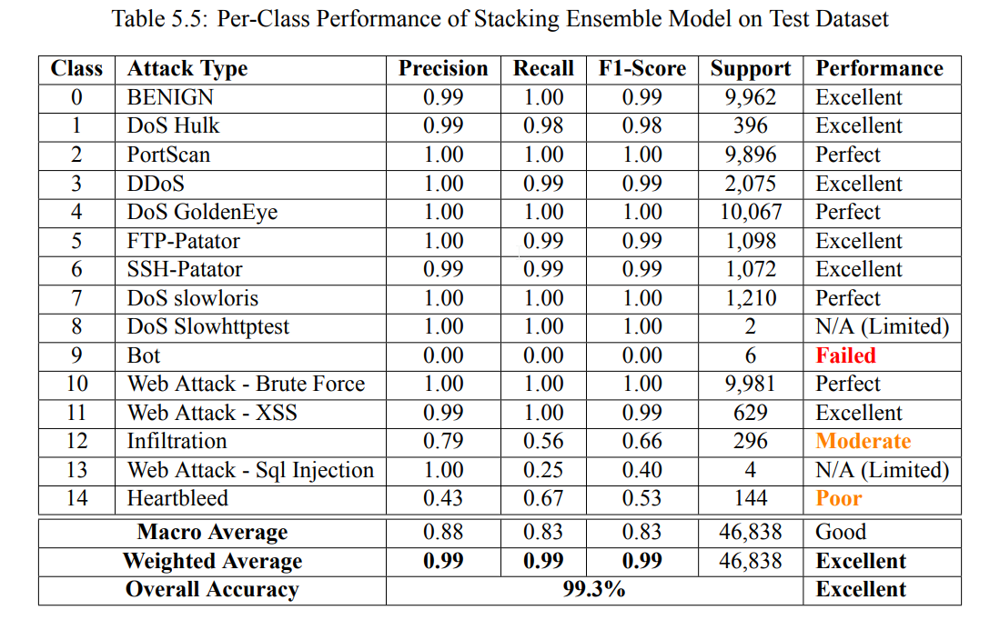 Table 5.5: Per-Class Performance of Stacking Ensemble Model on Test Dataset
Class Attack Type Precision Recall F1-Score Support Performance
0 BENIGN 0.99 1.00 0.99 9,962 Excellent
1 DoS Hulk 0.99 0.98 0.98 396 Excellent
2 PortScan 1.00 1.00 1.00 9,896 Perfect
3 DDoS 1.00 0.99 0.99 2,075 Excellent
4 DoS GoldenEye 1.00 1.00 1.00 10,067 Perfect
5 FTP-Patator 1.00 0.99 0.99 1,098 Excellent
6 SSH-Patator 0.99 0.99 0.99 1,072 Excellent
7 DoS slowloris 1.00 1.00 1.00 1,210 Perfect
8 DoS Slowhttptest 1.00 1.00 1.00 2 N/A (Limited)
9 Bot 0.00 0.00 0.00 6 Failed
10 Web Attack - Brute Force 1.00 1.00 1.00 9,981 Perfect
11 Web Attack - XSS 0.99 1.00 0.99 629 Excellent
12 Infiltration 0.79 0.56 0.66 296 Moderate
13 Web Attack - Sql Injection 1.00 0.25 0.40 4 N/A (Limited)
14 Heartbleed 0.43 0.67 0.53 144 Poor
Macro Average 0.88 0.83 0.83 46,838 Good
Weighted Average 0.99 0.99 0.99 46,838 Excellent
Overall Accuracy 99.3% Excellent